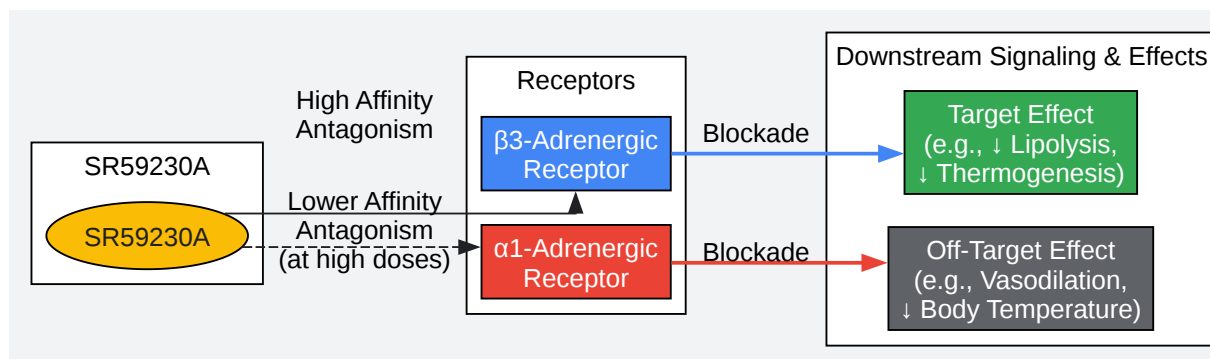 SR59230A
SR59230A
High Affinity
Antagonism
Lower Affinity
Antagonism
(at high doses)
Receptors
β3-Adrenergic
Receptor
α1-Adrenergic
Receptor
Blockade
Blockade
Downstream Signaling & Effects
Target Effect
(e.g., ↓ Lipolysis,
↓ Thermogenesis)
Off-Target Effect
(e.g., Vasodilation,
↓ Body Temperature)